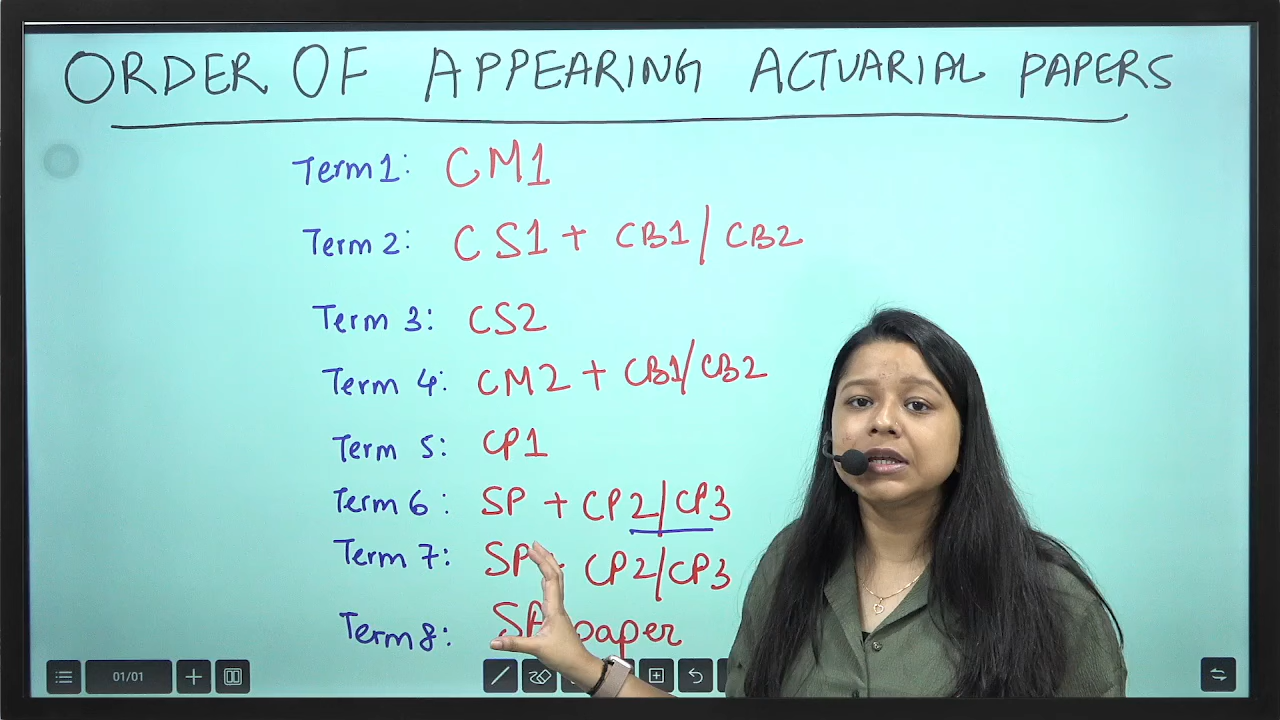 ORDER OF APPEARING ACTUARIAL PAPERS
Term 1: CM1
Term 2: CS1 + CB1/CB2
Term 3: CS2
Term 4: CM2 + CB1/CB2
Term 5: CP1
Term 6: SP + CP2/CP3
Term 7: SP CP2/CP3
Term 8: SA paper
01/01